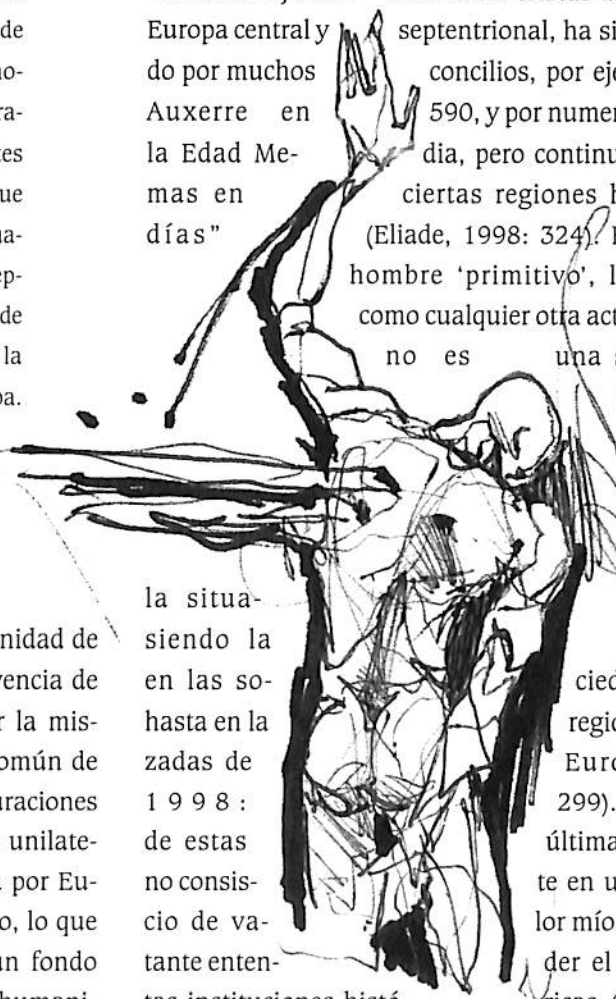 de
no-
ra-
tes
ue
ua-
ep-
de
la
pa.
nidad de
vencia de
r la mis-
omún de
uraciones
unilate-
por Eu-
o, lo que
un fondo
humani-
Europa central y septentrional, ha si
do por muchos concilios, por eje
Auxerre en 590, y por numer
la Edad Me- dia, pero continu
mas en ciertas regiones h
días" (Eliade, 1998: 324).
hombre ‘primitivo’, l
como cualquier otra act
no es una s
la situa-
siendo la
en las so- cied
hasta en la regio
zadas de Euro
1998: 299).
de estas última
no consis- te en u
cio de va- lor mío
tante enten- der el
tas instituciones histó